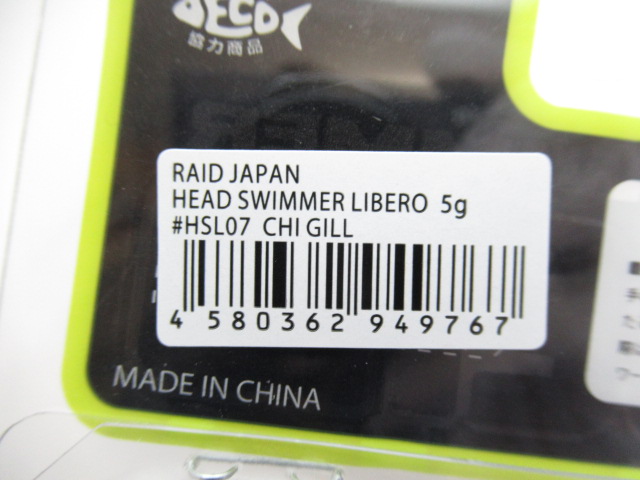 DECO
協力商品
RAID JAPAN
HEAD SWIMMER LIBERO 5g
#HSL07 CHI GILL
4 580362 949767
MADE IN CHINA